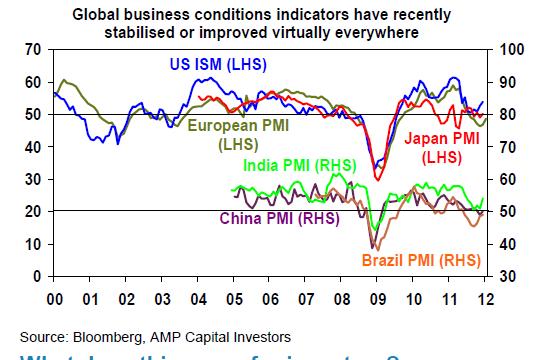 Global business conditions indicators have recently
stabilised or improved virtually everywhere
70
60
50
40
30
20
10
0
100
90
80
70
60
50
40
30
US ISM (LHS)
European PMI
(LHS)
Japan PMI
(LHS)
India PMI (RHS)
China PMI (RHS)
Brazil PMI (RHS)
00 01 02 03 04 05 06 07 08 09 10 11 12
Source: Bloomberg, AMP Capital Investors